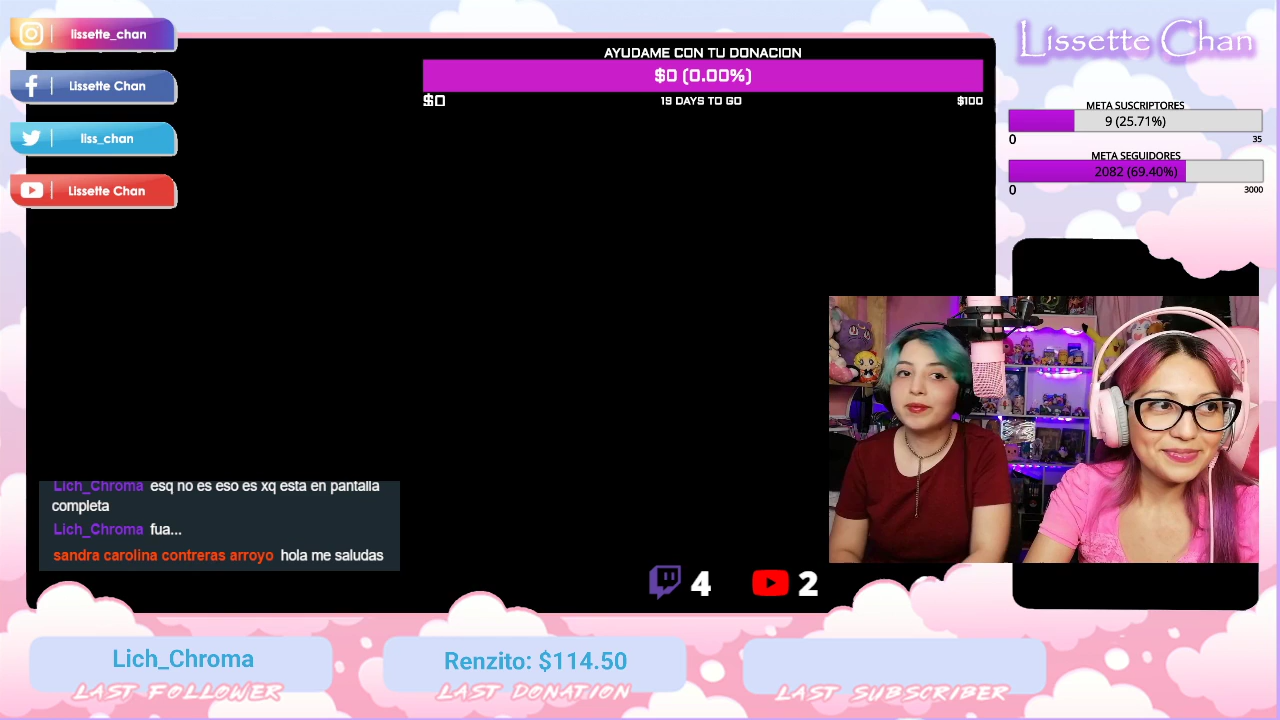 lissette_chan
Lissette Chan
liss_chan
Lissette Chan
AYUDAME CON TU DONACION
$0 (0.00%)
$0 19 DAYS TO GO $100
Lissette Chan
META SUSCRIPTORES
9 (25.71%)
0 35
META SEGUIDORES
2082 (69.40%)
0 3000
Lich_Chroma esq no es eso es xq esta en pantalla
completa
Lich_Chroma fua...
sandra carolina contreras arroyo hola me saludas
4 2
Lich_Chroma
LAST FOLLOWER
Renzito: $114.50
LAST DONATION
LAST SUBSCRIBER